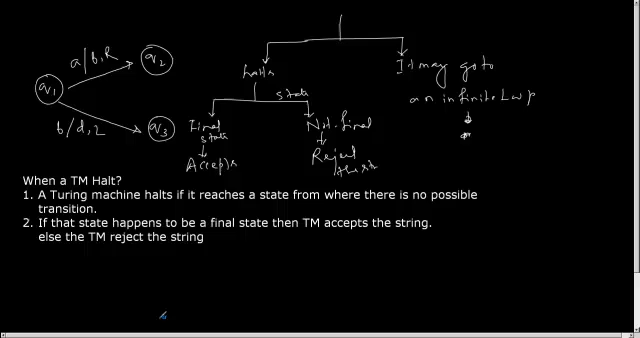 a/b,R
q2
q1
b/d,L
q3
halts
It may go to
an infinite Loop
state
Final
state
Accepts
Not-final
Reject
When a TM Halt?
1. A Turing machine halts if it reaches a state from where there is no possible
transition.
2. If that state happens to be a final state then TM accepts the string.
else the TM reject the string